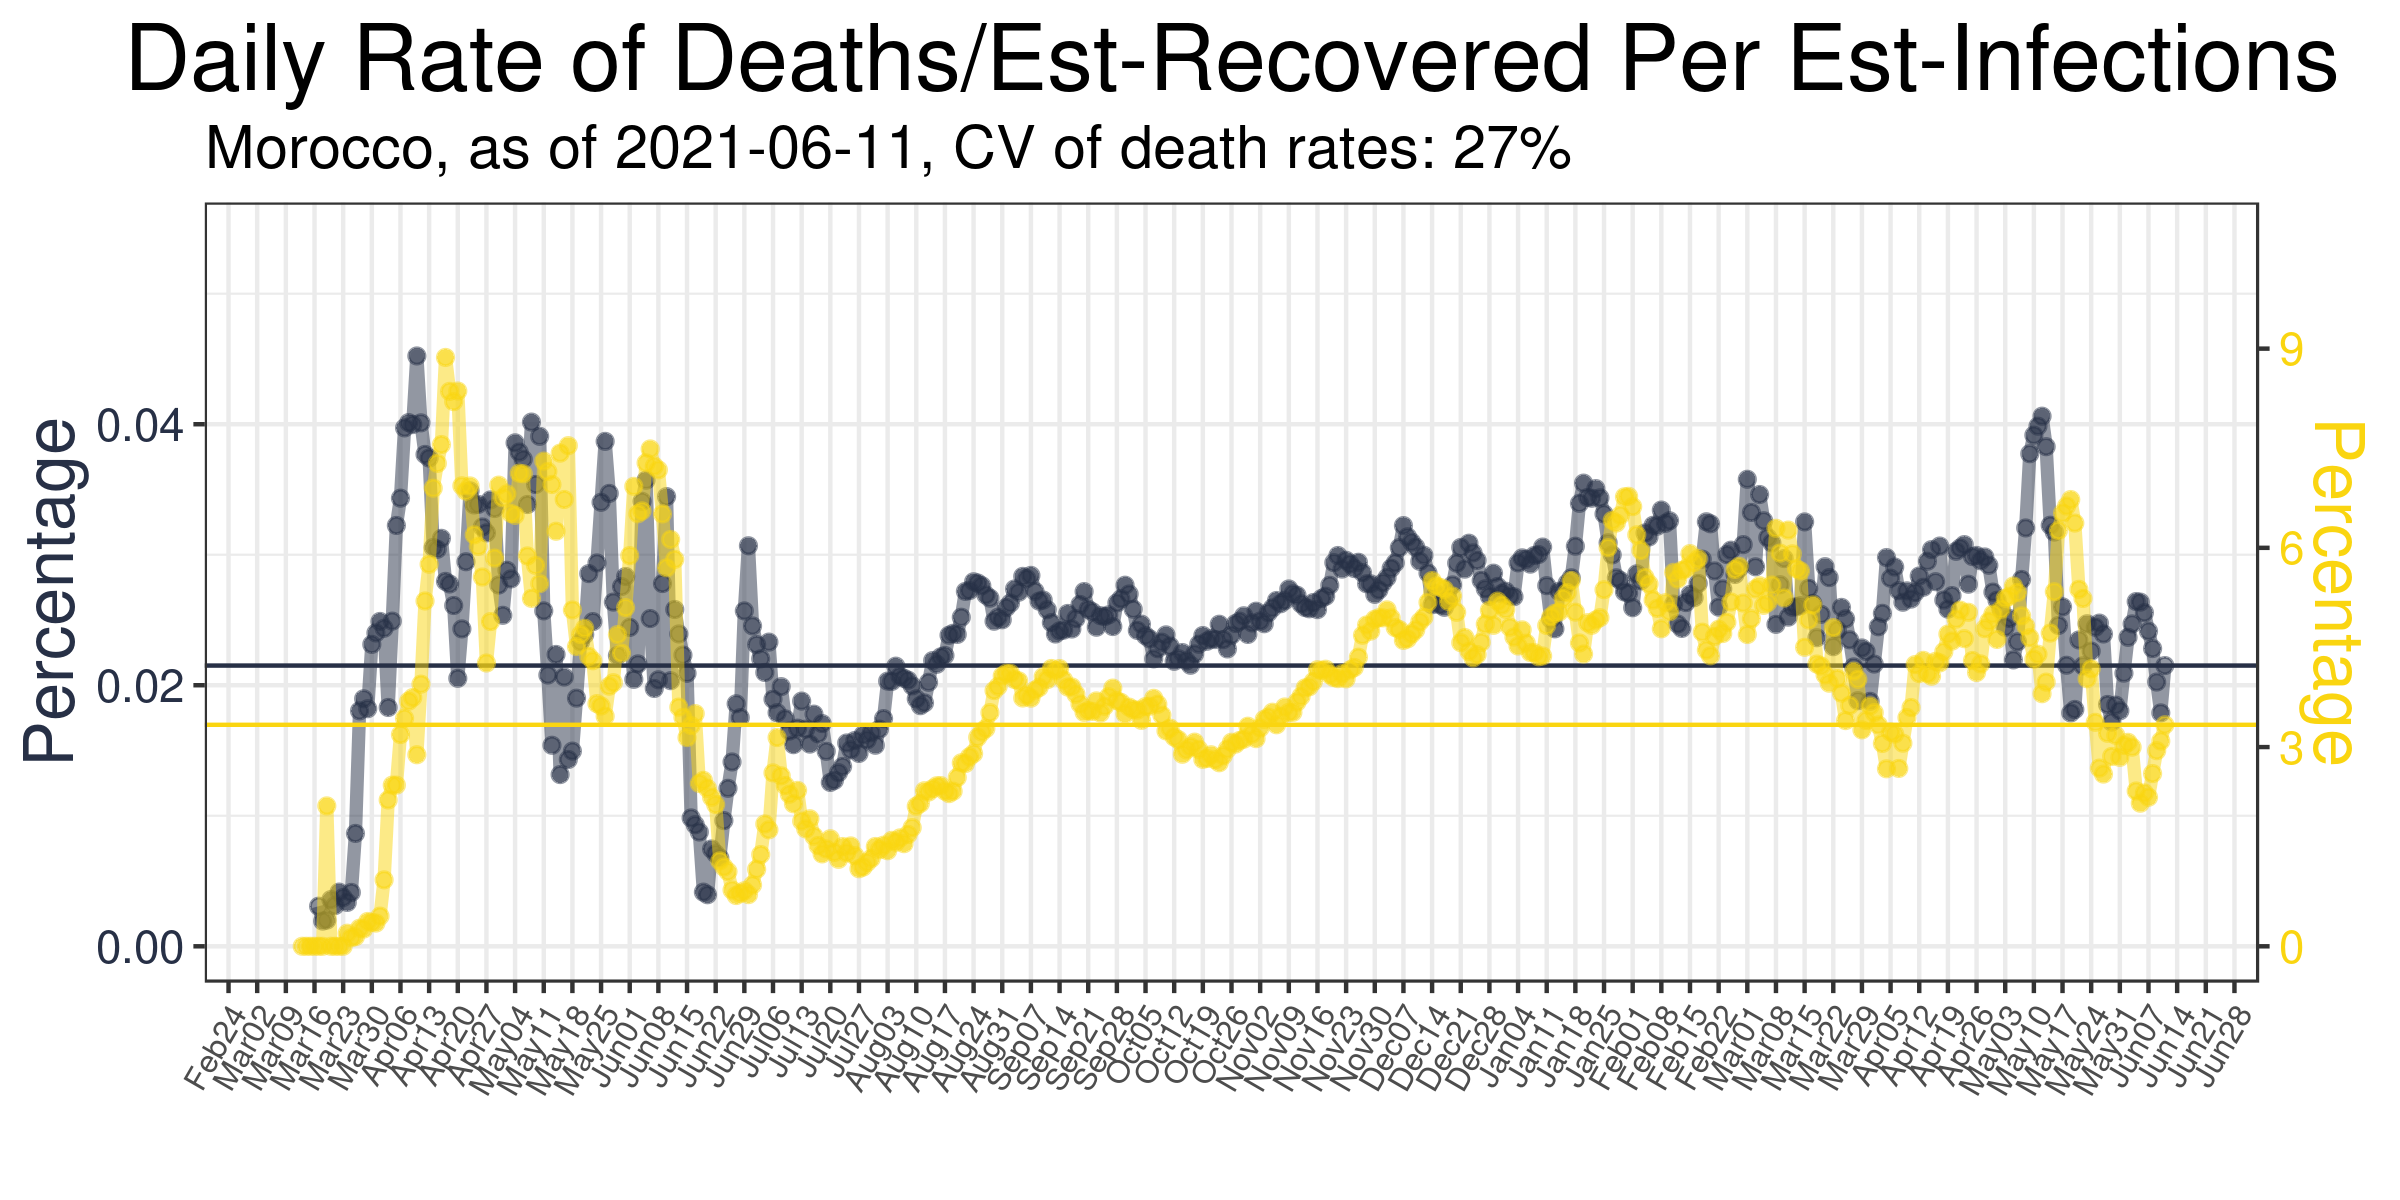 Daily Rate of Deaths/Est-Recovered Per Est-Infections
Morocco, as of 2021-06-11, CV of death rates: 27%
Percentage
0.04
0.02
0.00
9
6
3
0
Percentage
Feb24
Mar02
Mar09
Mar16
Mar23
Mar30
Apr06
Apr13
Apr20
Apr27
May04
May11
May18
May25
Jun01
Jun08
Jun15
Jun22
Jun29
Jul06
Jul13
Jul20
Jul27
Aug03
Aug10
Aug17
Aug24
Aug31
Sep07
Sep14
Sep21
Sep28
Oct05
Oct12
Oct19
Oct26
Nov02
Nov09
Nov16
Nov23
Nov30
Dec07
Dec14
Dec21
Dec28
Jan04
Jan11
Jan18
Jan25
Feb01
Feb08
Feb15
Feb22
Mar01
Mar08
Mar15
Mar22
Mar29
Apr05
Apr12
Apr19
Apr26
May03
May10
May17
May24
May31
Jun07
Jun14
Jun21
Jun28